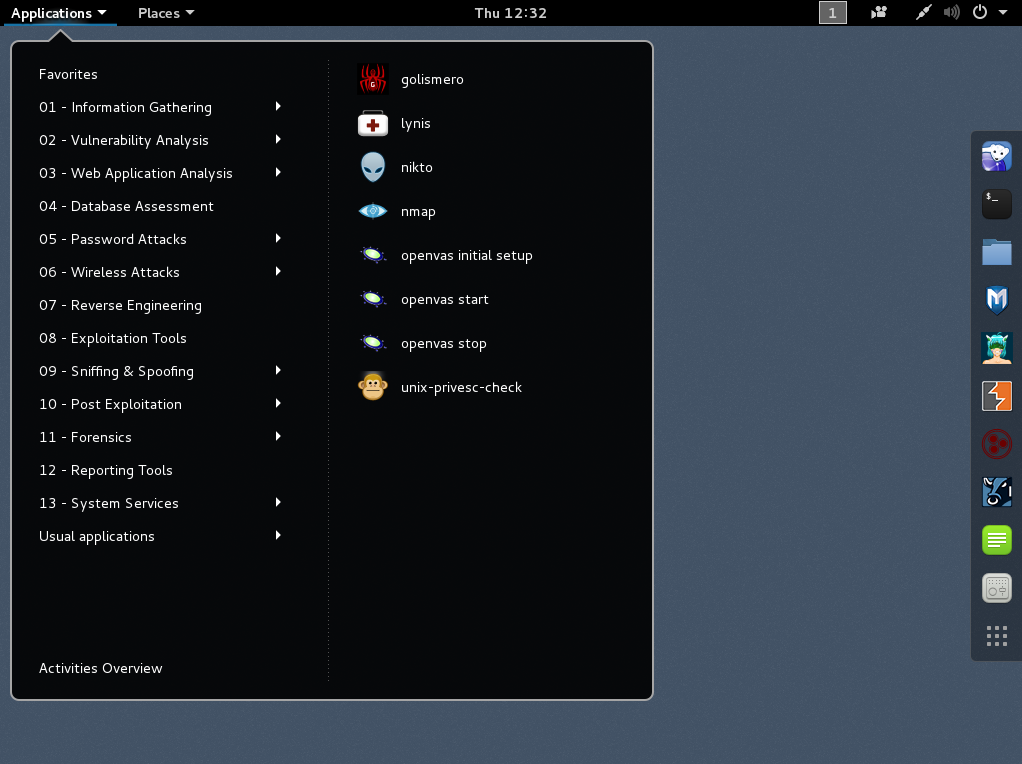 Applications Places Thu 12:32 1
Favorites
01 - Information Gathering
02 - Vulnerability Analysis
03 - Web Application Analysis
04 - Database Assessment
05 - Password Attacks
06 - Wireless Attacks
07 - Reverse Engineering
08 - Exploitation Tools
09 - Sniffing & Spoofing
10 - Post Exploitation
11 - Forensics
12 - Reporting Tools
13 - System Services
Usual applications
Activities Overview
golismero
lynis
nikto
nmap
openvas initial setup
openvas start
openvas stop
unix-privesc-check
$_